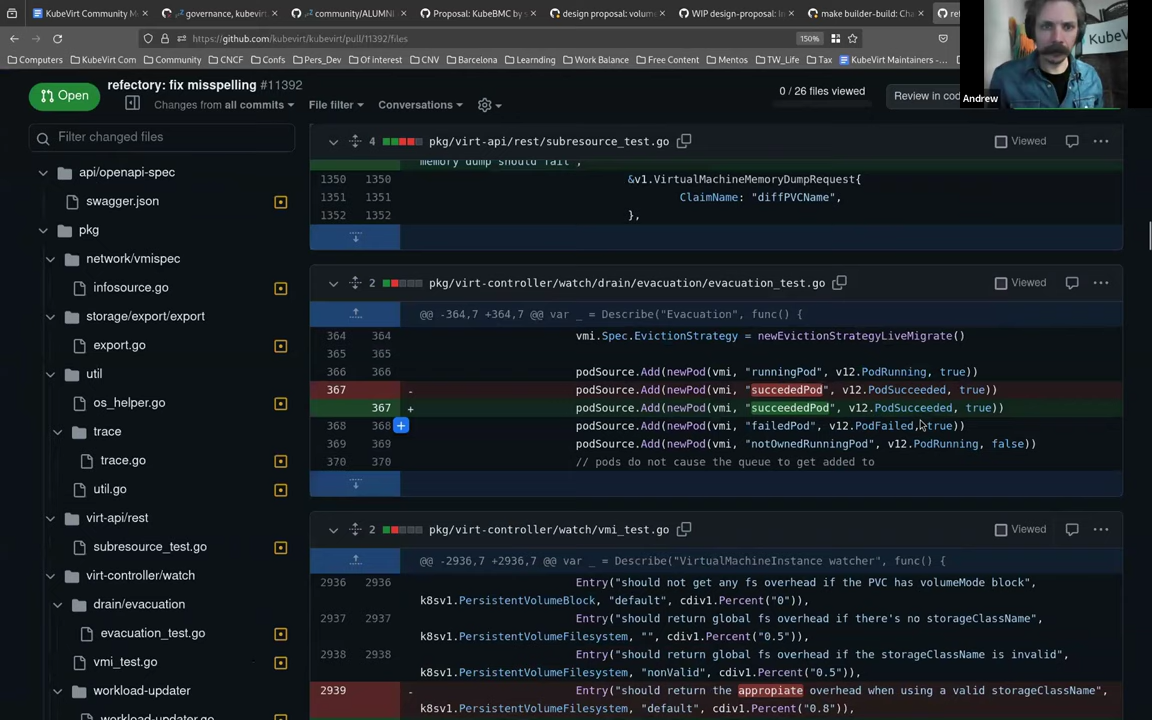 KubeVirt Community M
governance, kubevirt
community/ALUMNI
Proposal: KubeBMC by s
design proposal: volum
WIP design-proposal: I
make builder-build: Cha
ref
https://github.com/kubevirt/kubevirt/pull/11392/files
150%
Computers
KubeVirt Com
Community
CNCF
Confs
Pers_Dev
Of interest
CNV
Barcelona
Learnding
Work Balance
Free Content
Mentos
TW_Life
Tax
KubeVirt Maintainers –…
KubeV
Andrew
Open
refectory: fix misspelling #11392
Changes from all commits
File filter
Conversations
0 / 26 files viewed
Review in cod
Filter changed files
api/openapi-spec
swagger.json
pkg
network/vmispec
infosource.go
storage/export/export
export.go
util
os_helper.go
trace
trace.go
util.go
virt-api/rest
subresource_test.go
virt-controller/watch
drain/evacuation
evacuation_test.go
vmi_test.go
workload-updater
workload-updater.go
4 pkg/virt-api/rest/subresource_test.go Viewed
memory dump should fail",
1350 1350 &v1.VirtualMachineMemoryDumpRequest{
1351 1351 ClaimName: "diffPVCName",
1352 1352 },
2 pkg/virt-controller/watch/drain/evacuation/evacuation_test.go Viewed
@@ -364,7 +364,7 @@ var _ = Describe("Evacuation", func() {
364 364 vmi.Spec.EvictionStrategy = newEvictionStrategyLiveMigrate()
365 365
366 366 podSource.Add(newPod(vmi, "runningPod", v12.PodRunning, true))
367 - podSource.Add(newPod(vmi, "succededPod", v12.PodSucceeded, true))
367 + podSource.Add(newPod(vmi, "succeededPod", v12.PodSucceeded, true))
368 368 podSource.Add(newPod(vmi, "failedPod", v12.PodFailed, true))
369 369 podSource.Add(newPod(vmi, "notOwnedRunningPod", v12.PodRunning, false))
370 370 // pods do not cause the queue to get added to
2 pkg/virt-controller/watch/vmi_test.go Viewed
@@ -2936,7 +2936,7 @@ var _ = Describe("VirtualMachineInstance watcher", func() {
2936 2936 Entry("should not get any fs overhead if the PVC has volumeMode block",
k8sv1.PersistentVolumeBlock, "default", cdiv1.Percent("0")),
2937 2937 Entry("should return global fs overhead if there's no storageClassName",
k8sv1.PersistentVolumeFilesystem, "", cdiv1.Percent("0.5")),
2938 2938 Entry("should return global fs overhead if the storageClassName is invalid",
k8sv1.PersistentVolumeFilesystem, "nonValid", cdiv1.Percent("0.5")),
2939 - Entry("should return the appropiate overhead when using a valid storageClassName",
k8sv1.PersistentVolumeFilesystem, "default", cdiv1.Percent("0.8")),